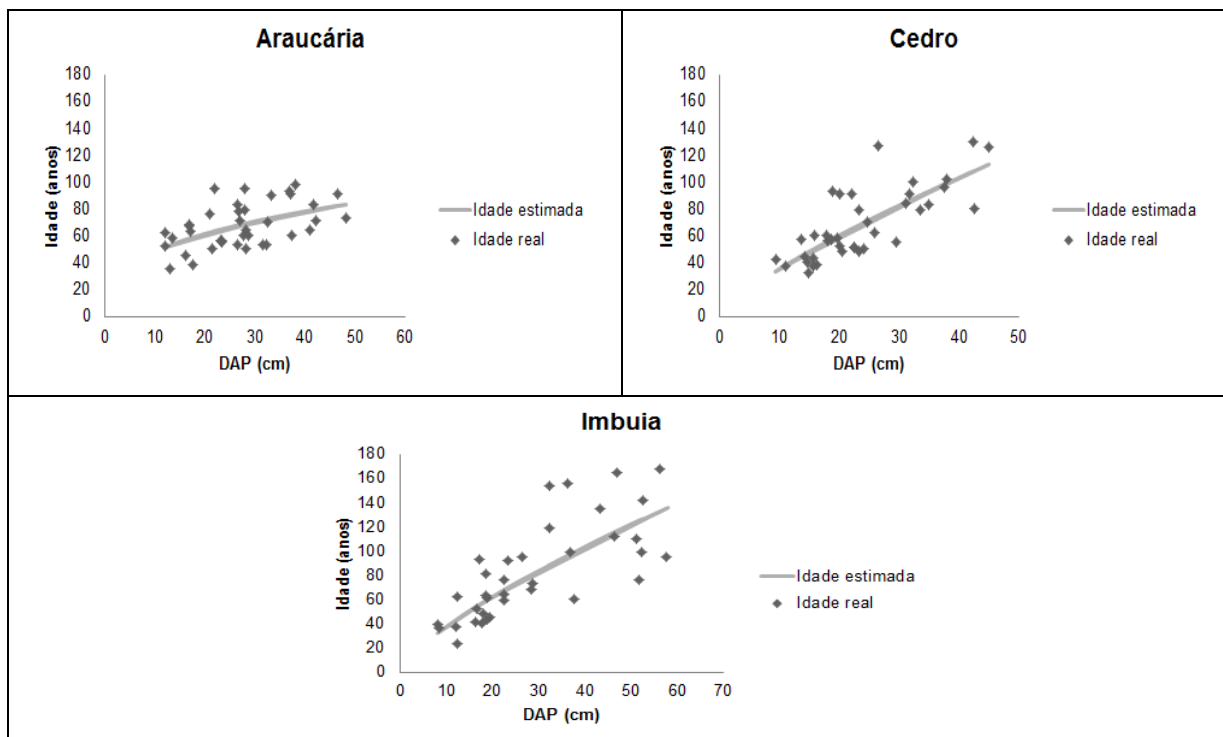 Araucária
180
160
140
120
100
80
60
40
20
0
Idade (anos)
0 10 20 30 40 50 60
DAP (cm)
Idade estimada
Idade real
Cedro
180
160
140
120
100
80
60
40
20
0
Idade (anos)
0 10 20 30 40 50
DAP (cm)
Idade estimada
Idade real
Imbuia
180
160
140
120
100
80
60
40
20
0
Idade (anos)
0 10 20 30 40 50 60 70
DAP (cm)
Idade estimada
Idade real